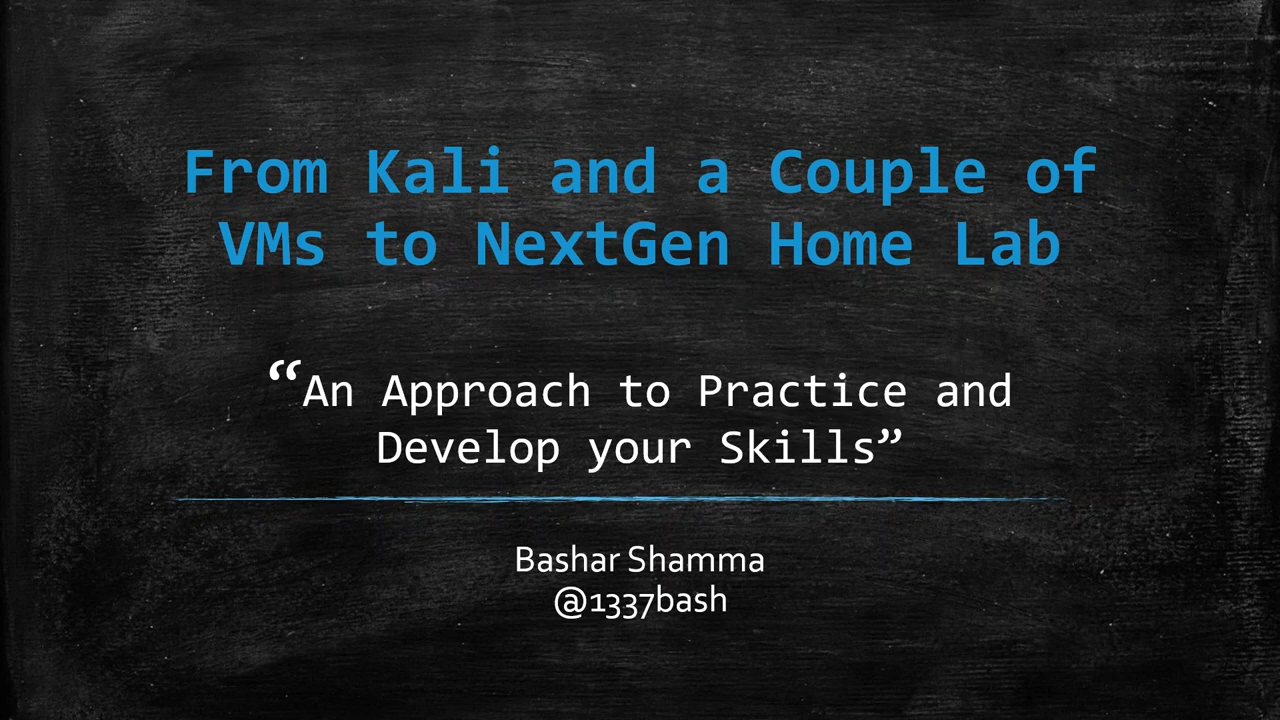 From Kali and a Couple of
VMs to NextGen Home Lab
“An Approach to Practice and
Develop your Skills”
Bashar Shamma
@1337bash